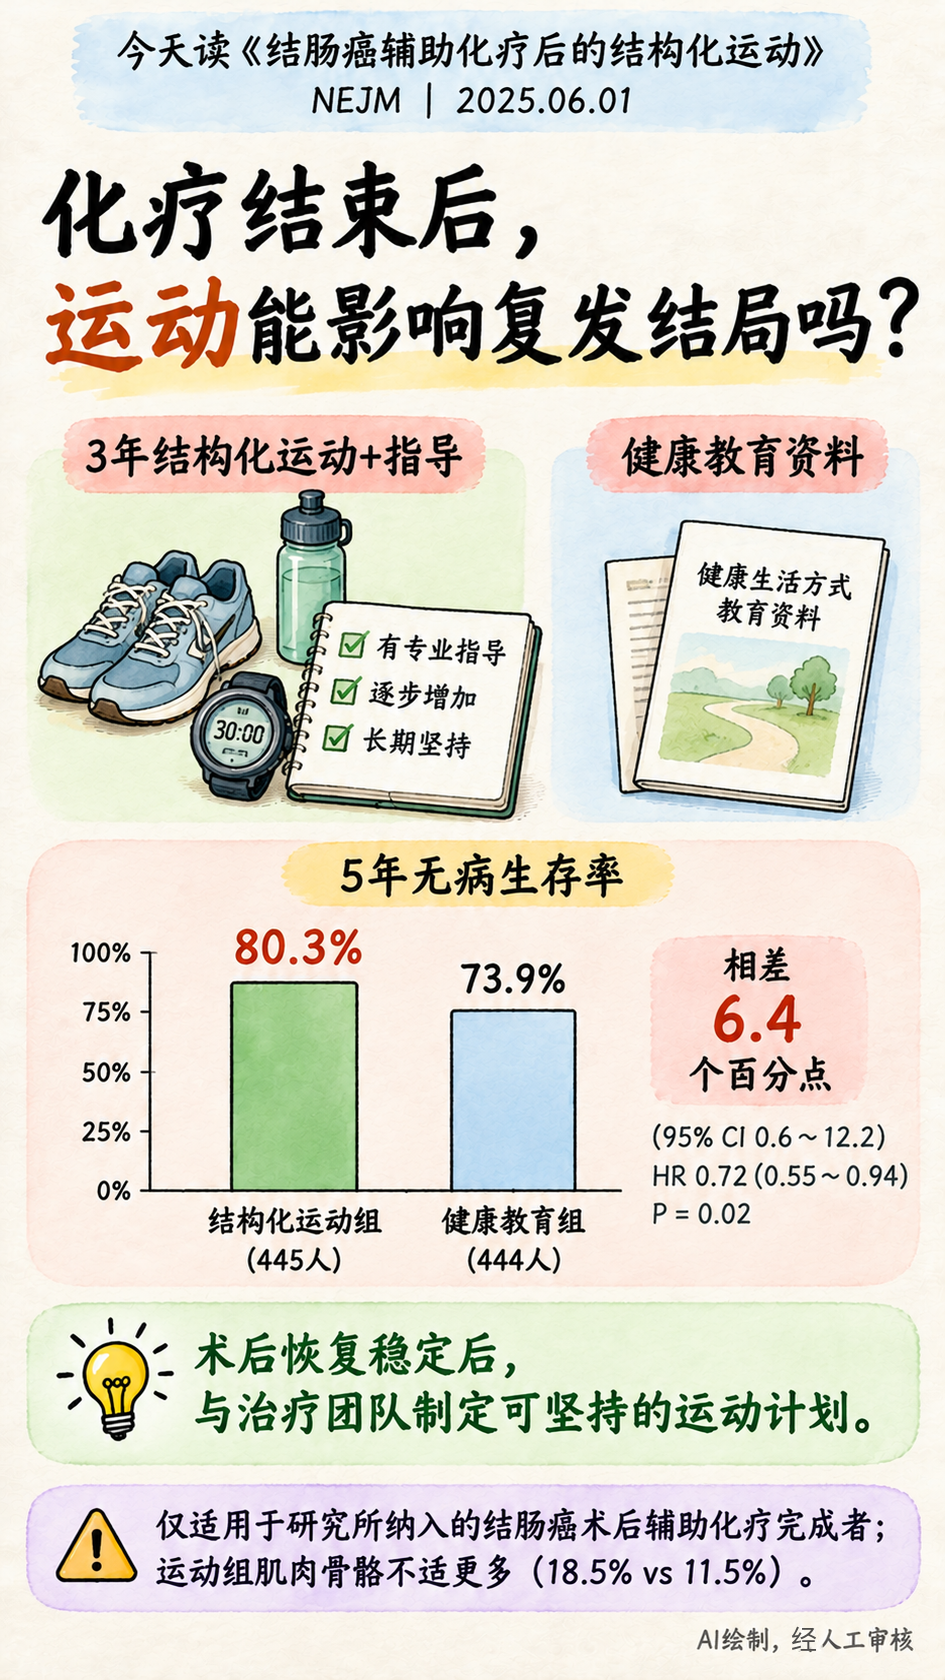 今天读《结肠癌辅助化疗后的结构化运动》
NEJM | 2025.06.01
化疗结束后，
运动能影响复发结局吗？
3年结构化运动+指导
健康教育资料
30:00
有专业指导
逐步增加
长期坚持
健康生活方式
教育资料
5年无病生存率
100%
75%
50%
25%
0%
80.3%
73.9%
结构化运动组
(445人)
健康教育组
(444人)
相差
6.4
个百分点
(95% CI 0.6～12.2)
HR 0.72 (0.55～0.94)
P = 0.02
术后恢复稳定后，
与治疗团队制定可坚持的运动计划。
仅适用于研究所纳入的结肠癌术后辅助化疗完成者；
运动组肌肉骨骼不适更多（18.5% vs 11.5%）。
AI绘制，经人工审核